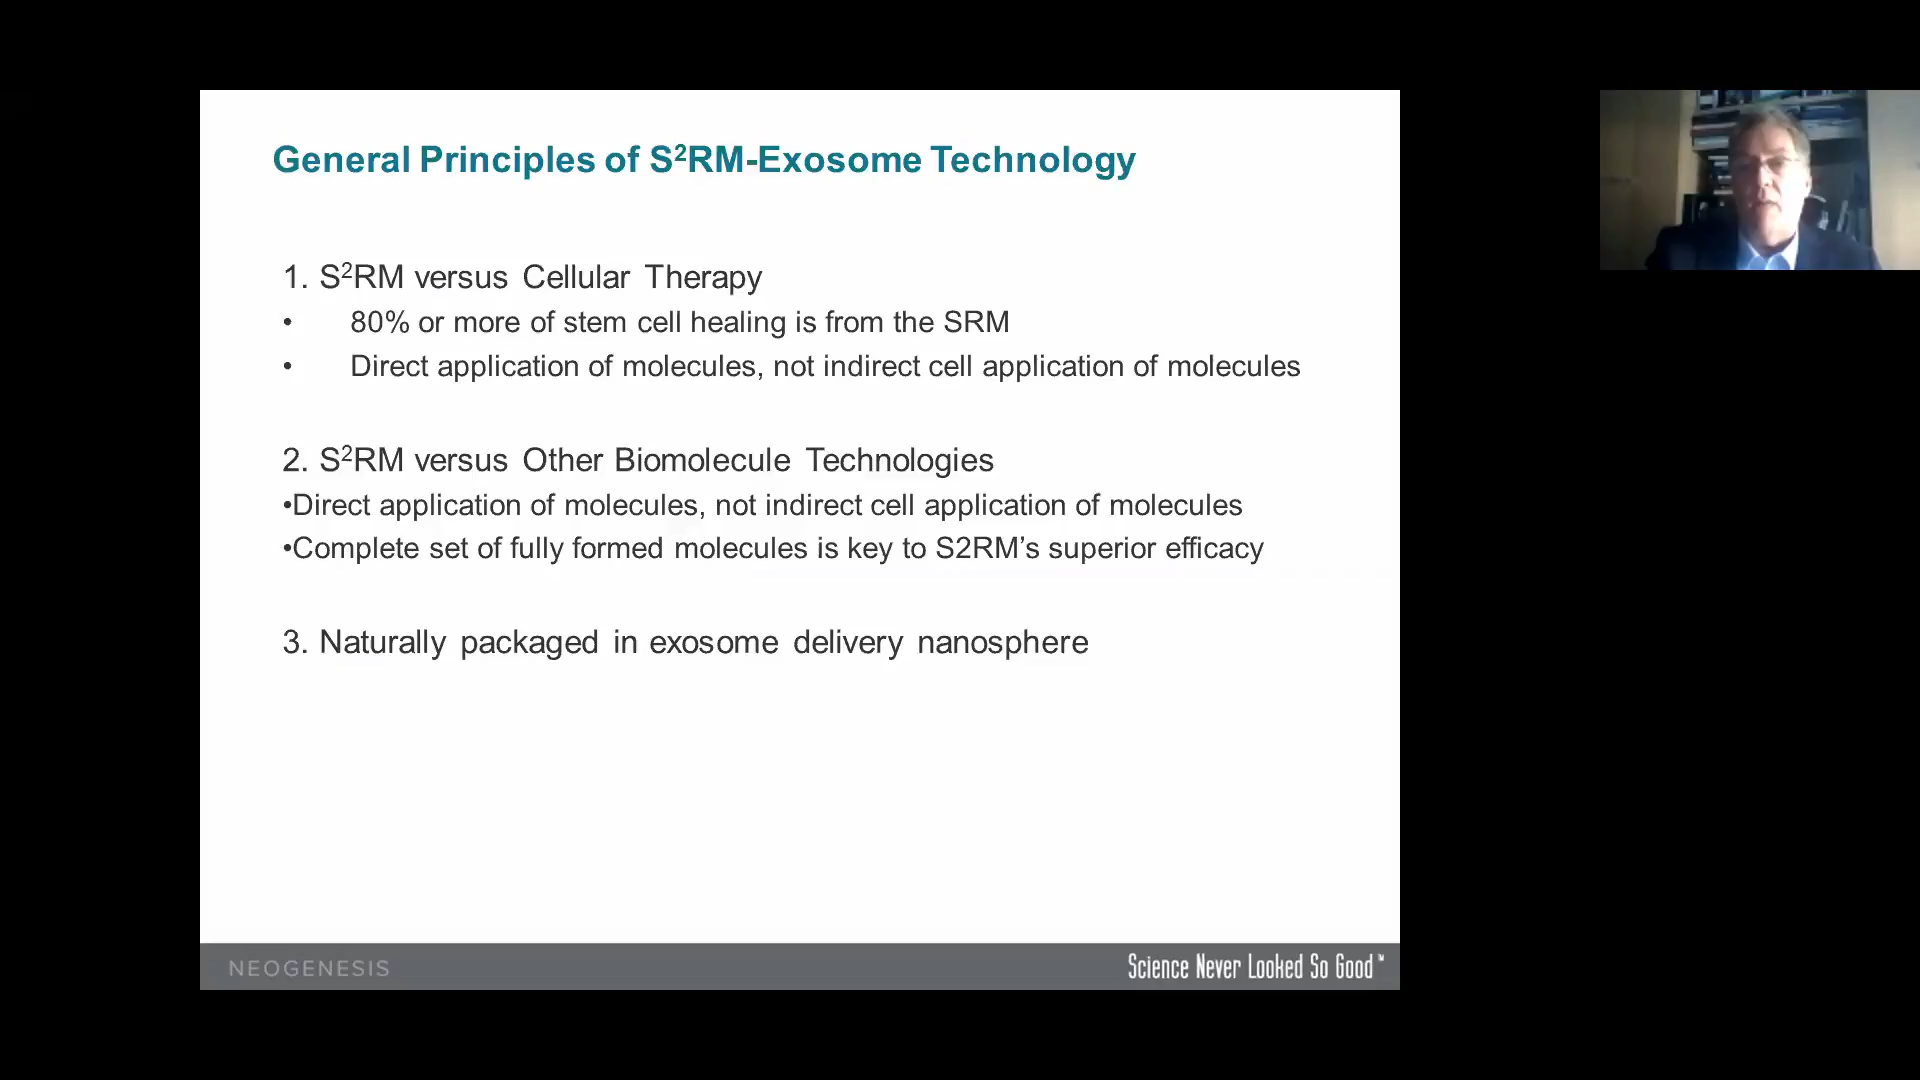 General Principles of S²RM-Exosome Technology
1. S²RM versus Cellular Therapy
• 80% or more of stem cell healing is from the SRM
• Direct application of molecules, not indirect cell application of molecules
2. S²RM versus Other Biomolecule Technologies
•Direct application of molecules, not indirect cell application of molecules
•Complete set of fully formed molecules is key to S2RM’s superior efficacy
3. Naturally packaged in exosome delivery nanosphere
NEOGENESIS
Science Never Looked So Good™